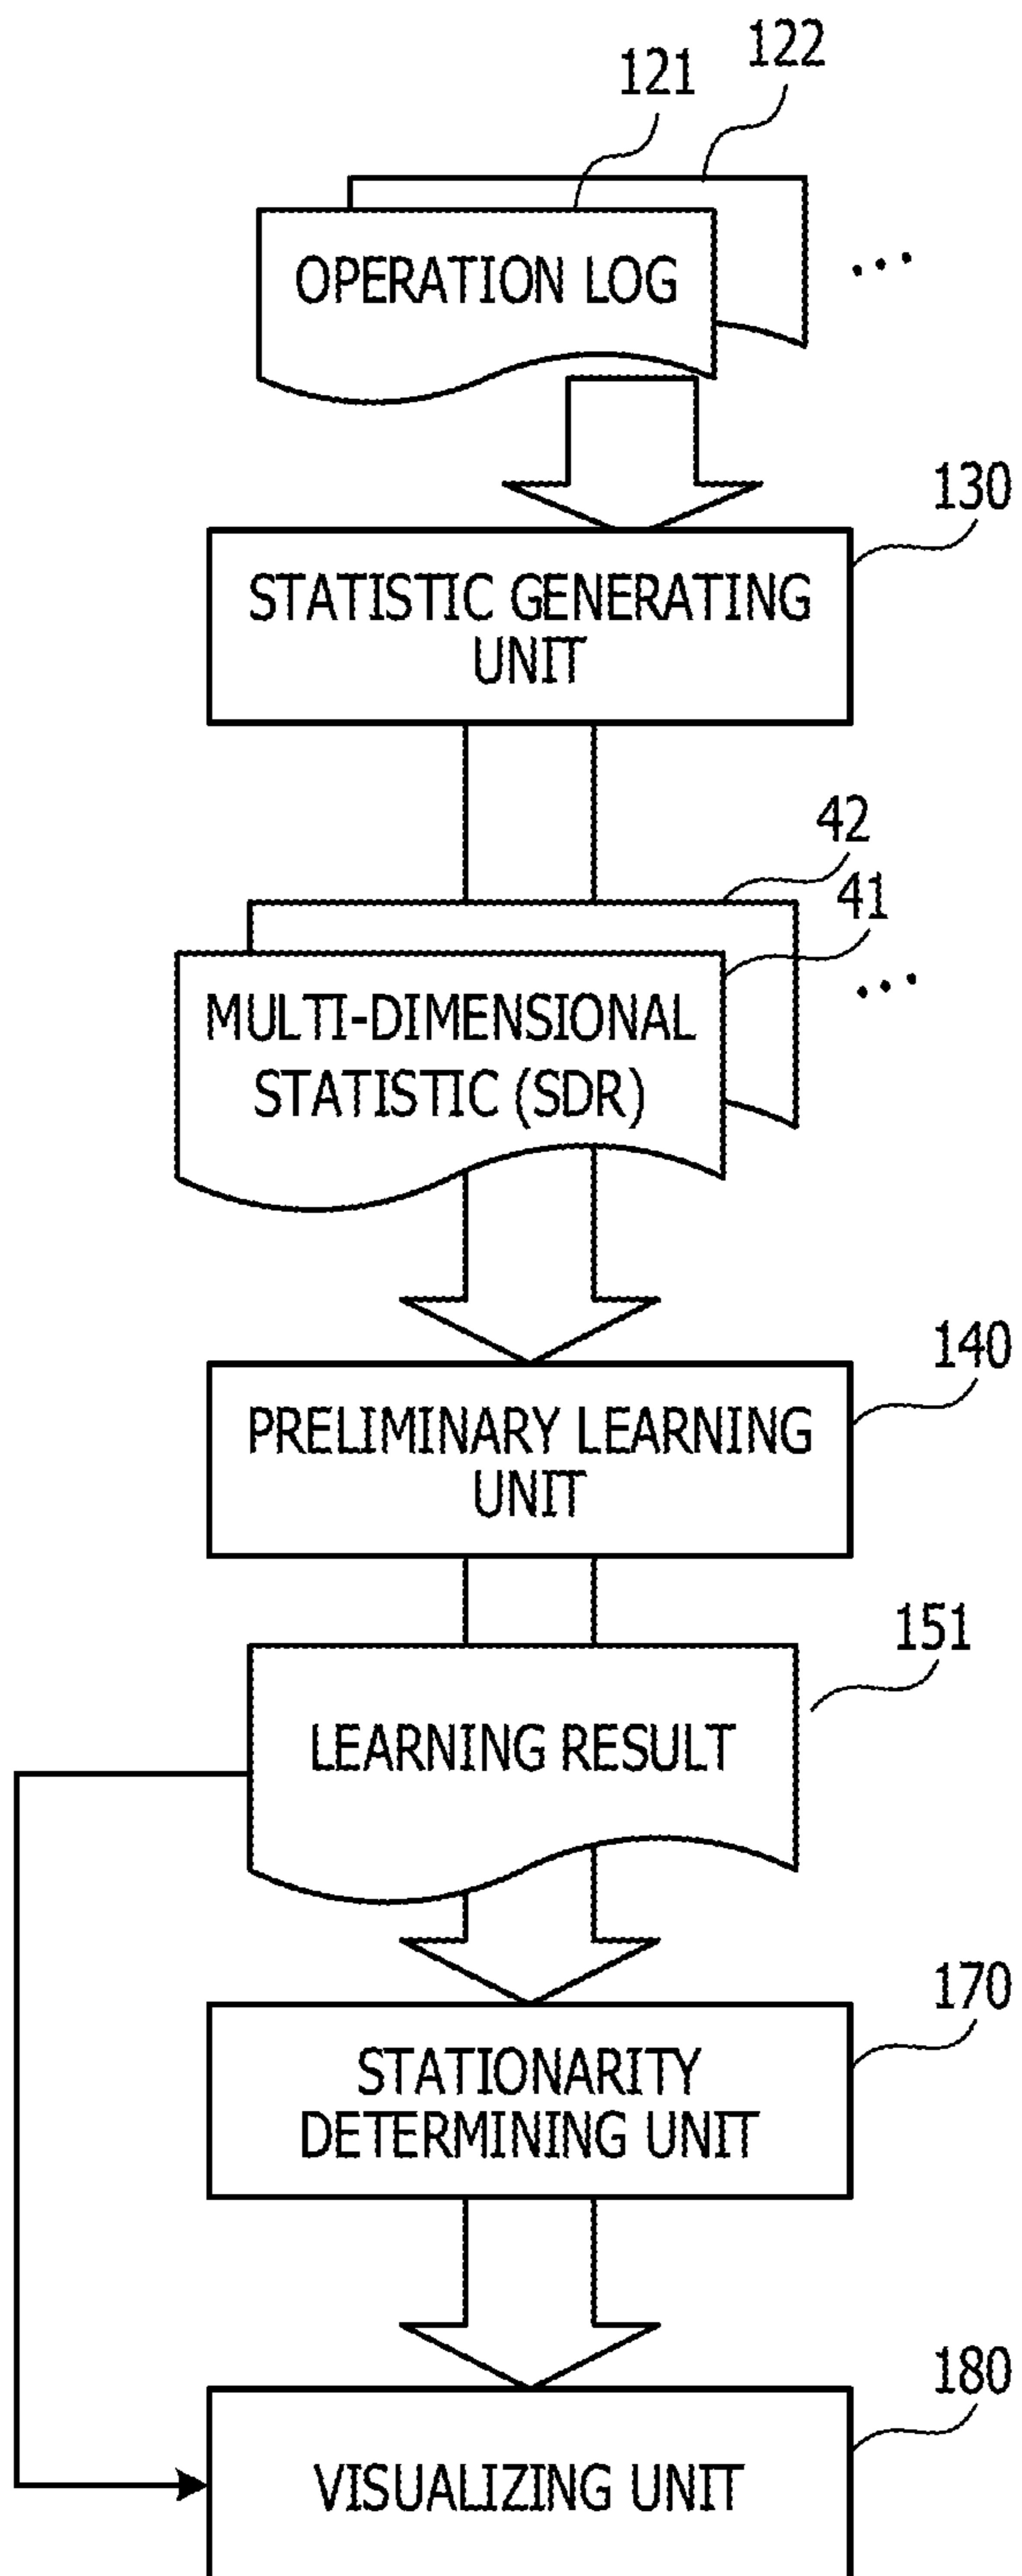 122
121
OPERATION LOG
...
130
STATISTIC GENERATING
UNIT
42
41
MULTI-DIMENSIONAL
STATISTIC (SDR)
...
140
PRELIMINARY LEARNING
UNIT
151
LEARNING RESULT
170
STATIONARITY
DETERMINING UNIT
180
VISUALIZING UNIT